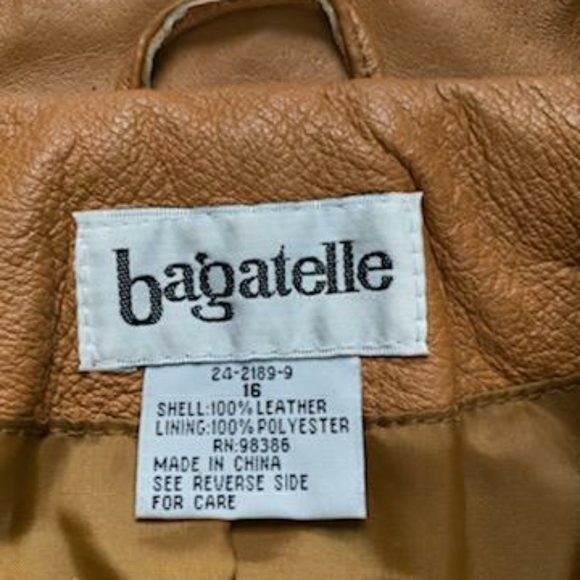 bagatelle
24-2189-9
16
SHELL:100% LEATHER
LINING:100% POLYESTER
RN:98386
MADE IN CHINA
SEE REVERSE SIDE
FOR CARE